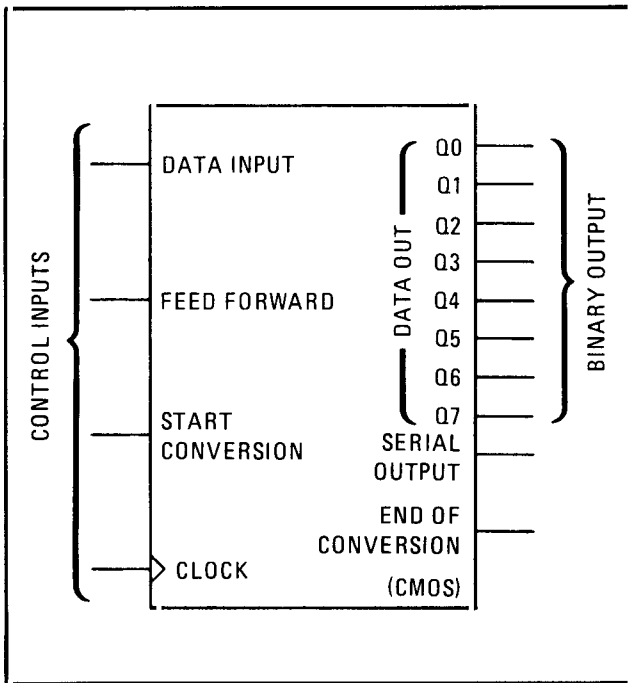 CONTROL INPUTS
DATA INPUT
FEED FORWARD
START
CONVERSION
CLOCK
DATA OUT
Q0
Q1
Q2
Q3
Q4
Q5
Q6
Q7
BINARY OUTPUT
SERIAL
OUTPUT
END OF
CONVERSION
(CMOS)